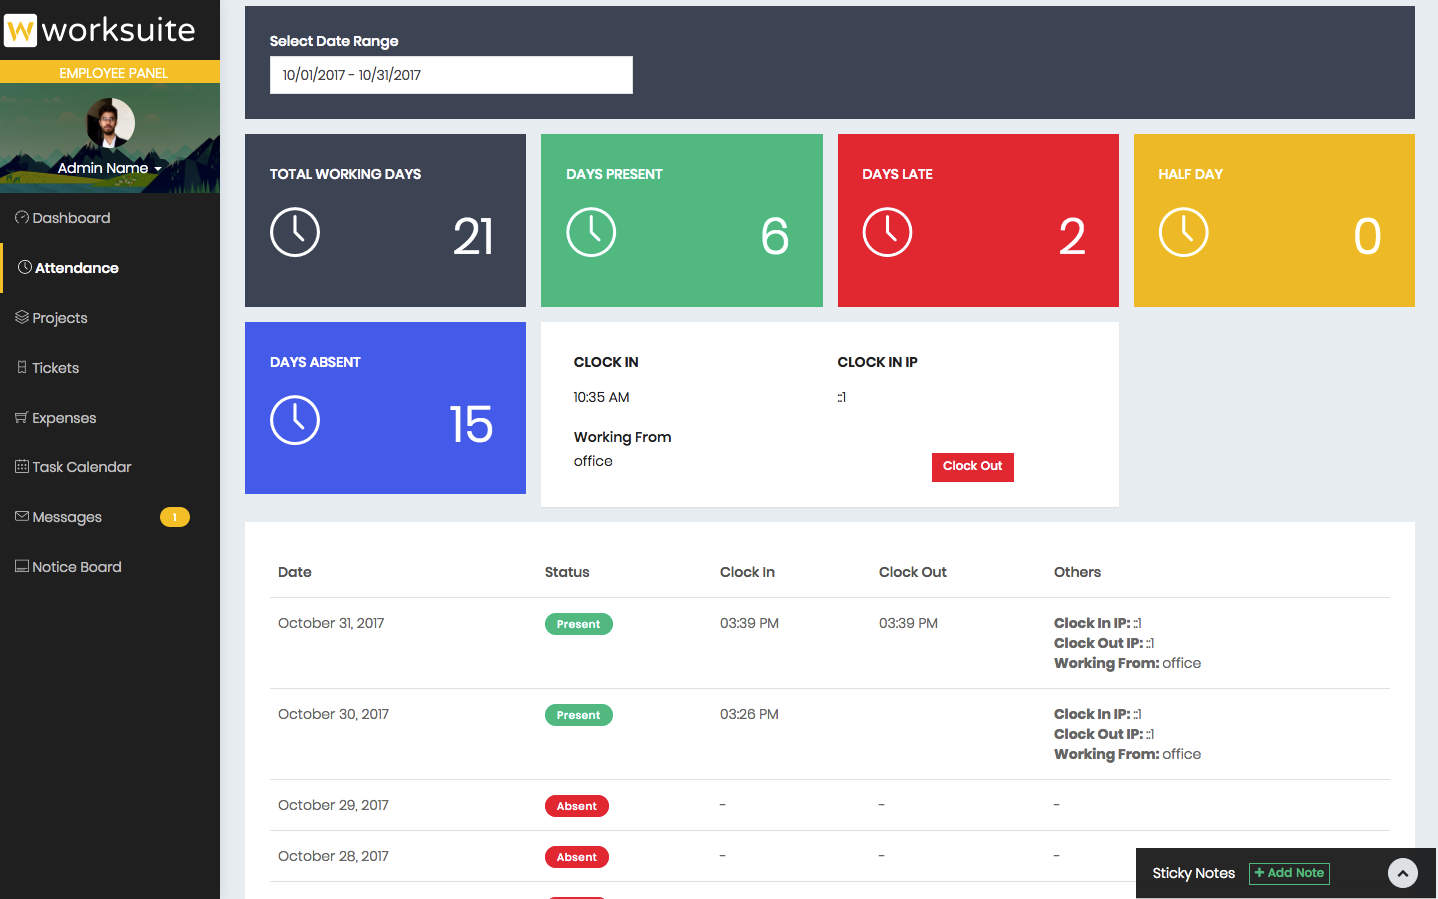 W worksuite
EMPLOYEE PANEL
Admin Name
Dashboard
Attendance
Projects
Tickets
Expenses
Task Calendar
Messages 1
Notice Board
Select Date Range
10/01/2017 - 10/31/2017
TOTAL WORKING DAYS
21
DAYS PRESENT
6
DAYS LATE
2
HALF DAY
0
DAYS ABSENT
15
CLOCK IN CLOCK IN IP
10:35 AM ::1
Working From
office
Clock Out
Date Status Clock In Clock Out Others
October 31, 2017 Present 03:39 PM 03:39 PM Clock In IP: ::1
Clock Out IP: ::1
Working From: office
October 30, 2017 Present 03:26 PM Clock In IP: ::1
Clock Out IP: ::1
Working From: office
October 29, 2017 Absent - - -
October 28, 2017 Absent - - -
Sticky Notes + Add Note